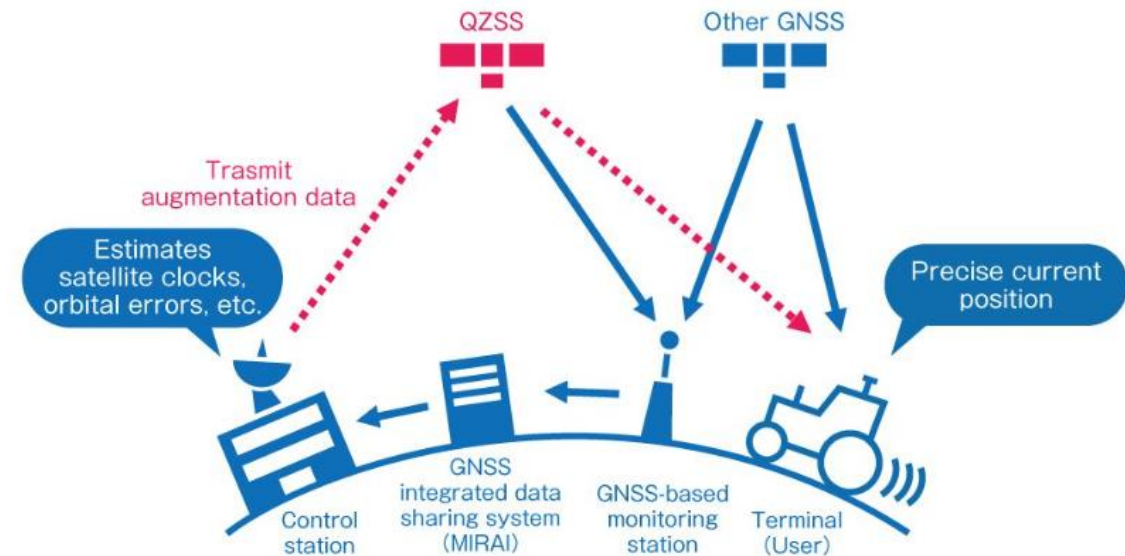 QZSS
Other GNSS
Trasmit
augmentation data
Estimates
satellite clocks,
orbital errors, etc.
Precise current
position
Control
station
GNSS
integrated data
sharing system
(MIRAI)
GNSS-based
monitoring
station
Terminal
(User)